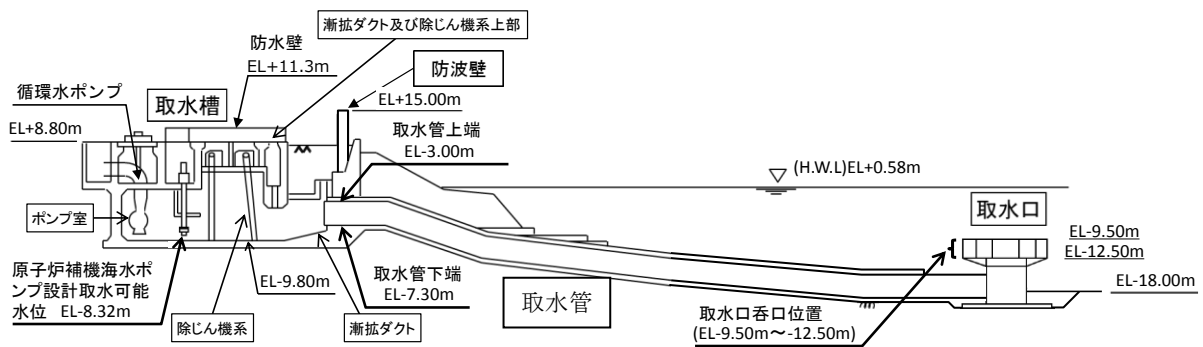 漸拡ダクト及び除じん機系上部
防水壁
EL+11.3m
防波壁
循環水ポンプ
取水槽
EL+15.00m
EL+8.80m
取水管上端
EL-3.00m
(H.W.L)EL+0.58m
取水口
ポンプ室
EL-9.50m
EL-12.50m
原子炉補機海水ポ
ンプ設計取水可能
水位 EL-8.32m
EL-9.80m
取水管下端
EL-7.30m
取水管
EL-18.00m
除じん機系
漸拡ダクト
取水口呑口位置
(EL-9.50m～-12.50m)